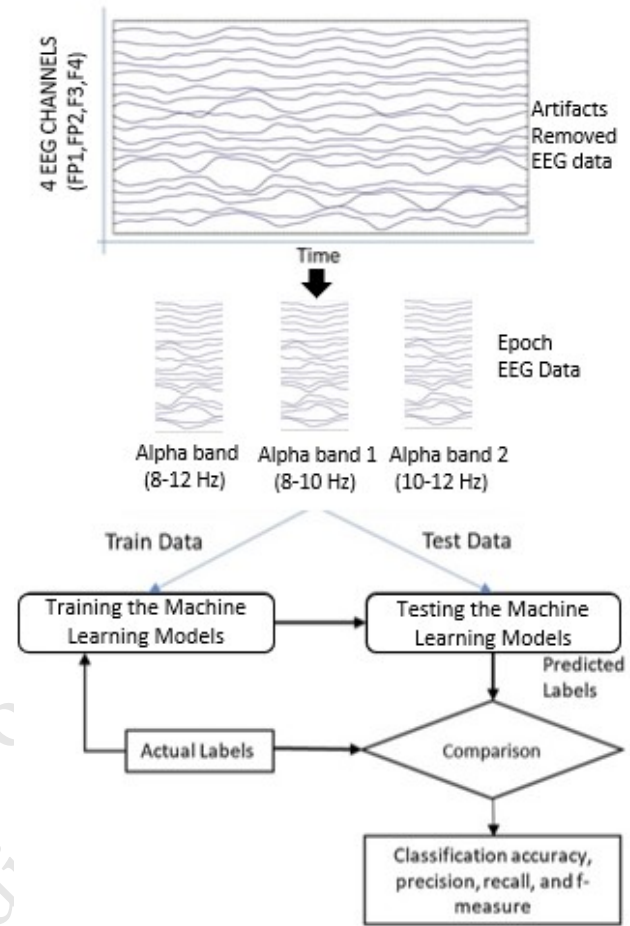 4 EEG CHANNELS
(FP1,FP2,F3,F4)
Artifacts
Removed
EEG data
Time
Epoch
EEG Data
Alpha band
(8-12 Hz)
Alpha band 1
(8-10 Hz)
Alpha band 2
(10-12 Hz)
Train Data
Test Data
Training the Machine
Learning Models
Testing the Machine
Learning Models
Predicted
Labels
Actual Labels
Comparison
Classification accuracy,
precision, recall, and f-
measure